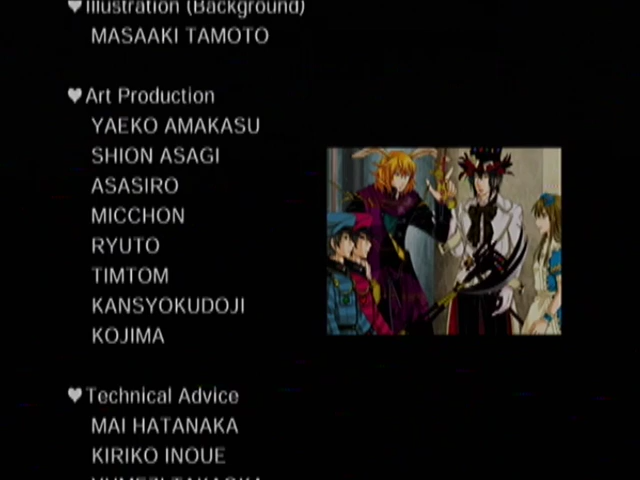 ♥Illustration (Background)
MASAAKI TAMOTO
♥Art Production
YAEKO AMAKASU
SHION ASAGI
ASASIRO
MICCHON
RYUTO
TIMTOM
KANSYOKUDOJI
KOJIMA
♥Technical Advice
MAI HATANAKA
KIRIKO INOUE